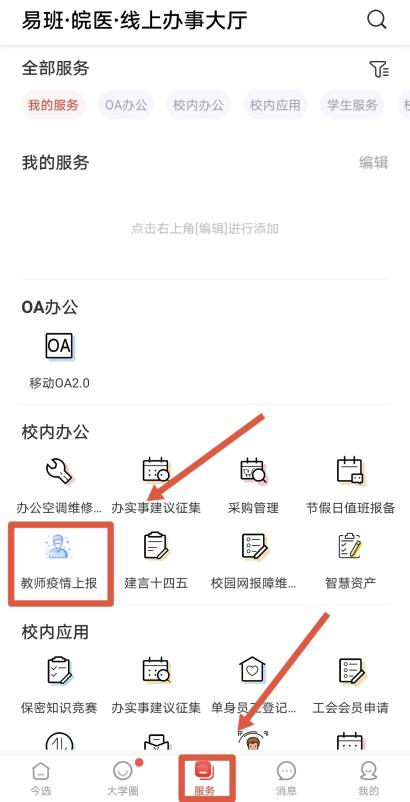 易班·皖医·线上办事大厅
全部服务
我的服务 OA办公 校内办公 校内应用 学生服务
我的服务 编辑
点击右上角[编辑]进行添加
OA办公
OA
移动OA2.0
校内办公
办公空调维修... 办实事建议征集 采购管理 节假日值班报备
教师疫情上报 建言十四五 校园网报障维... 智慧资产
校内应用
保密知识竞赛 办实事建议征集 单身员工登记... 工会会员申请
今选 大学圈 服务 消息 我的